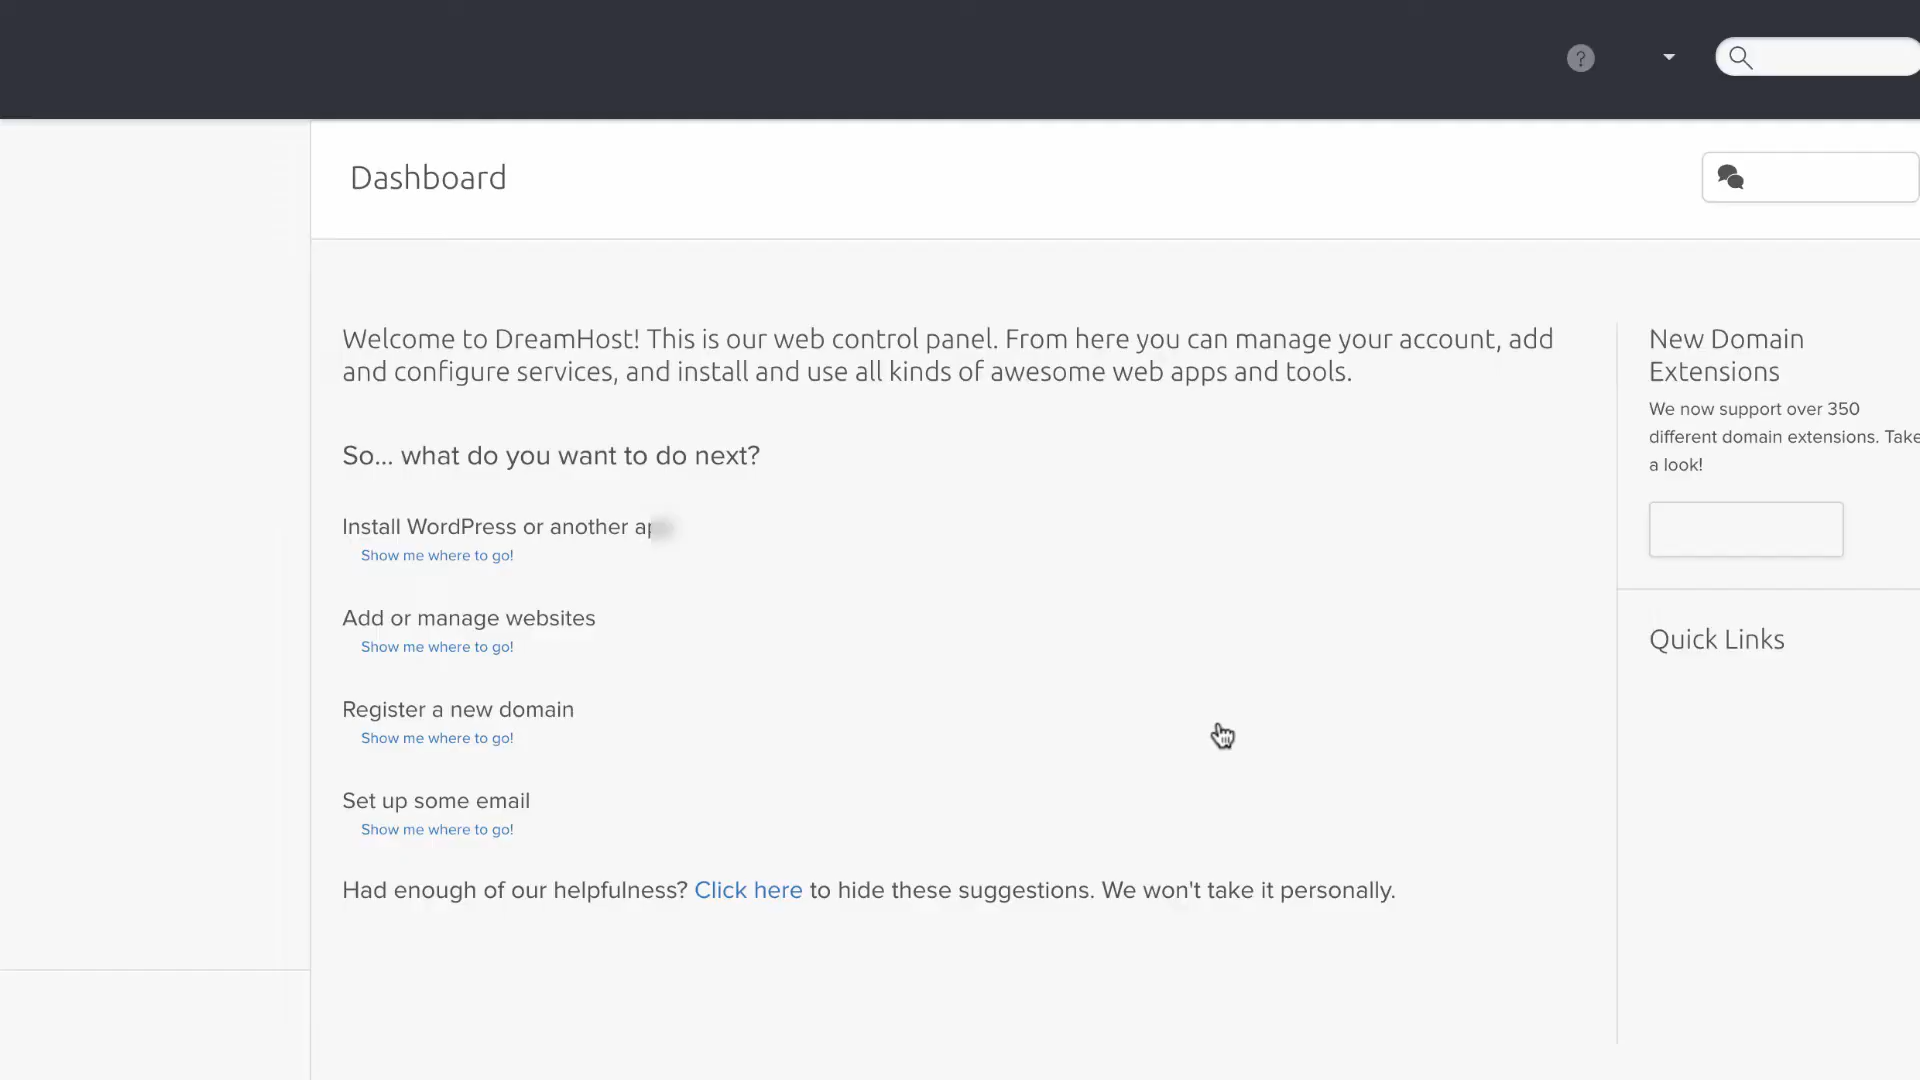 ?
Dashboard
Welcome to DreamHost! This is our web control panel. From here you can manage your account, add
and configure services, and install and use all kinds of awesome web apps and tools.
So... what do you want to do next?
Install WordPress or another
Show me where to go!
Add or manage websites
Show me where to go!
Register a new domain
Show me where to go!
Set up some email
Show me where to go!
Had enough of our helpfulness? Click here to hide these suggestions. We won't take it personally.
New Domain
Extensions
We now support over 350
different domain extensions. Take
a look!
Quick Links